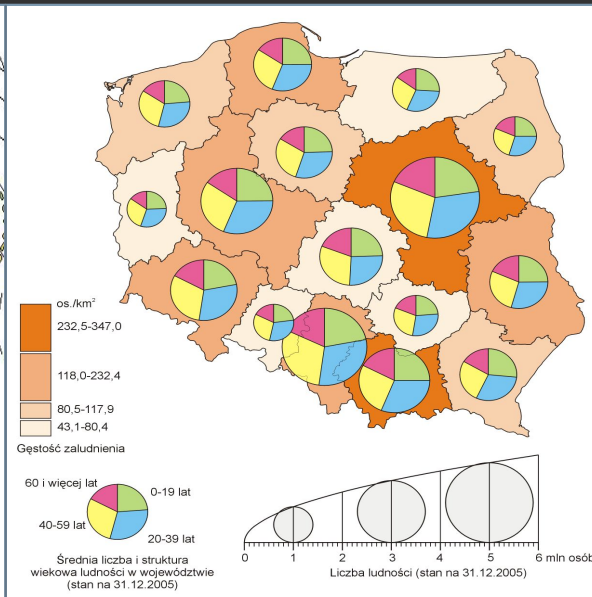 os./km²
232,5-347,0
118,0-232,4
80,5-117,9
43,1-80,4
Gęstość zaludnienia
60 i więcej lat
0-19 lat
40-59 lat
20-39 lat
Średnia liczba i struktura
wiekowa ludności w województwie
(stan na 31.12.2005)
0 1 2 3 4 5 6 mln osób
Liczba ludności (stan na 31.12.2005)